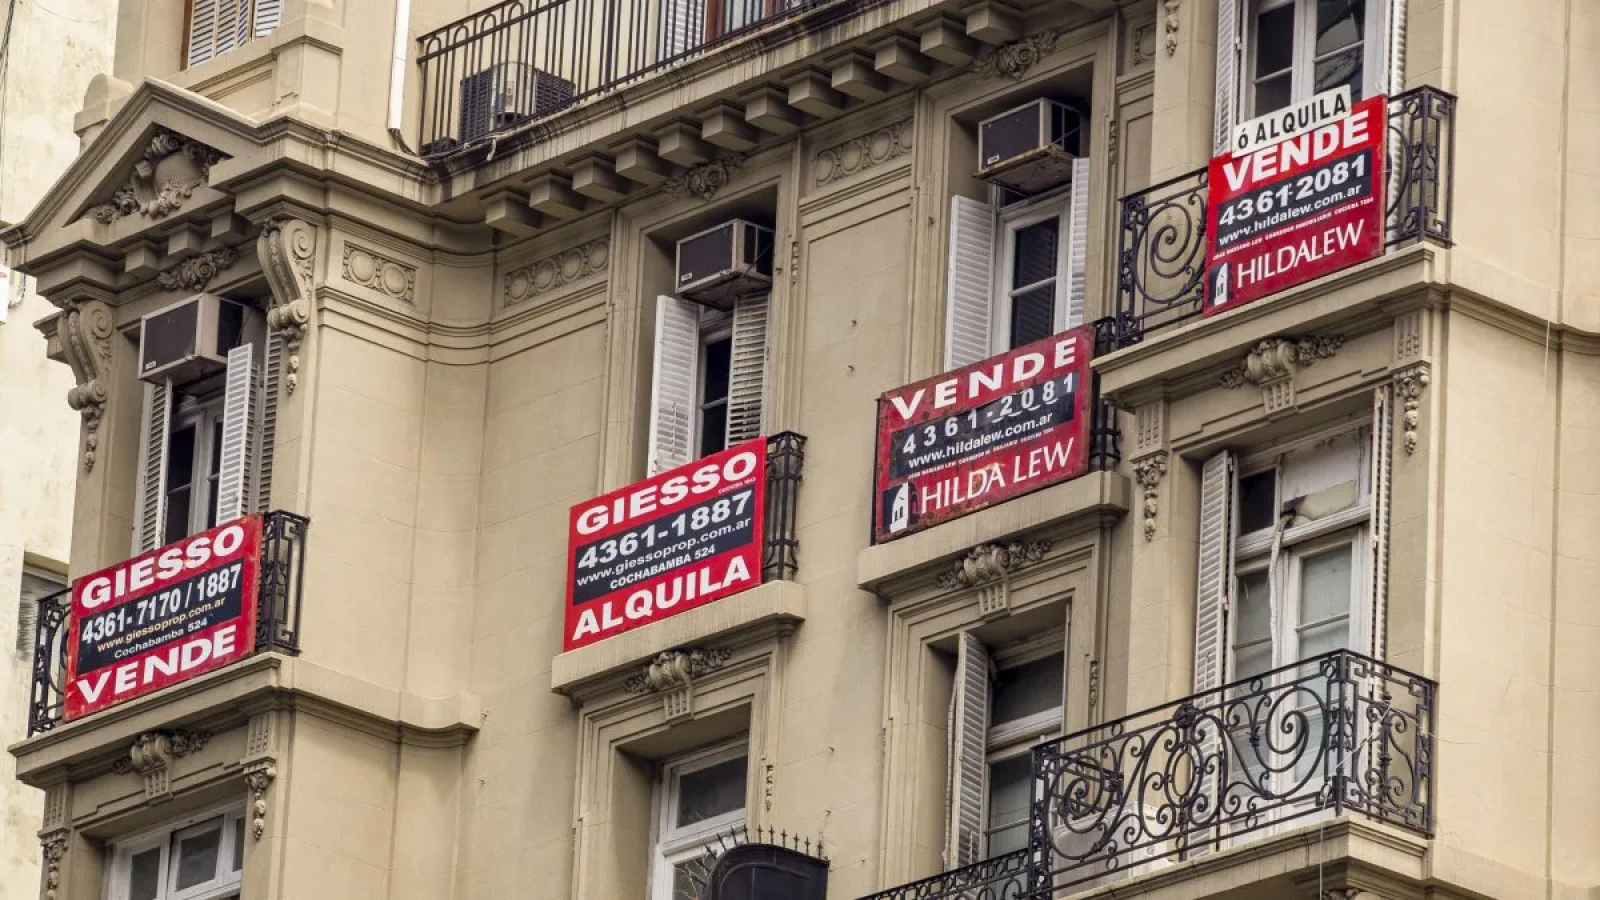 GIESSO
4361-7170/1887
www.giessoprop.com.ar
Cochabamba 524
VENDE
GIESSO
4361-1887
www.giessoprop.com.ar
COCHABAMBA 524
ALQUILA
VENDE
4361-2081
www.hildalew.com.ar
HILDA LEW
ó ALQUILA
VENDE
4361-2081
www.hildalew.com.ar
HILDALEW